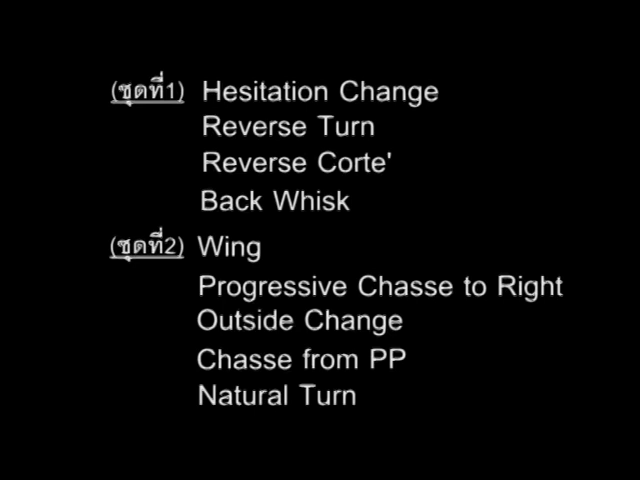 (ชุดที่1) Hesitation Change
Reverse Turn
Reverse Corte'
Back Whisk
(ชุดที่2) Wing
Progressive Chasse to Right
Outside Change
Chasse from PP
Natural Turn